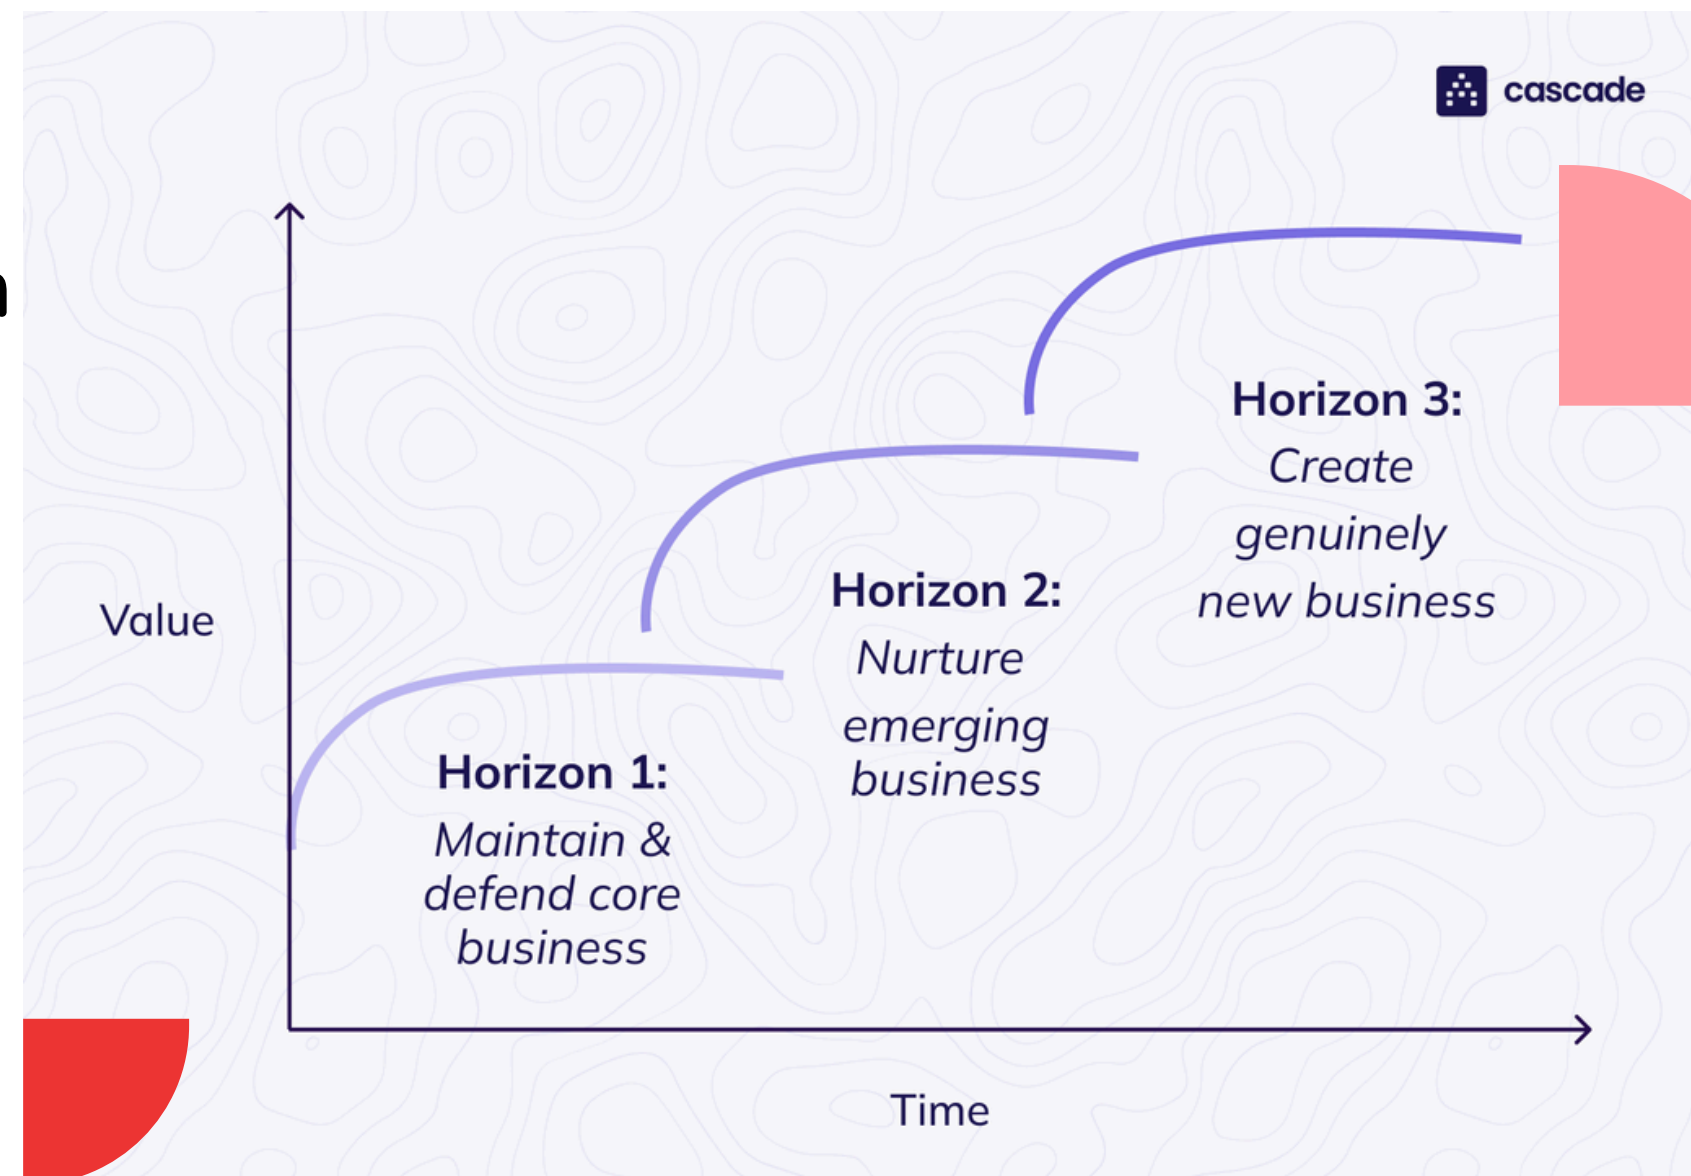 cascade
Horizon 3:
Create
genuinely
new business
Horizon 2:
Nurture
emerging
business
Value
Horizon 1:
Maintain &
defend core
business
Time